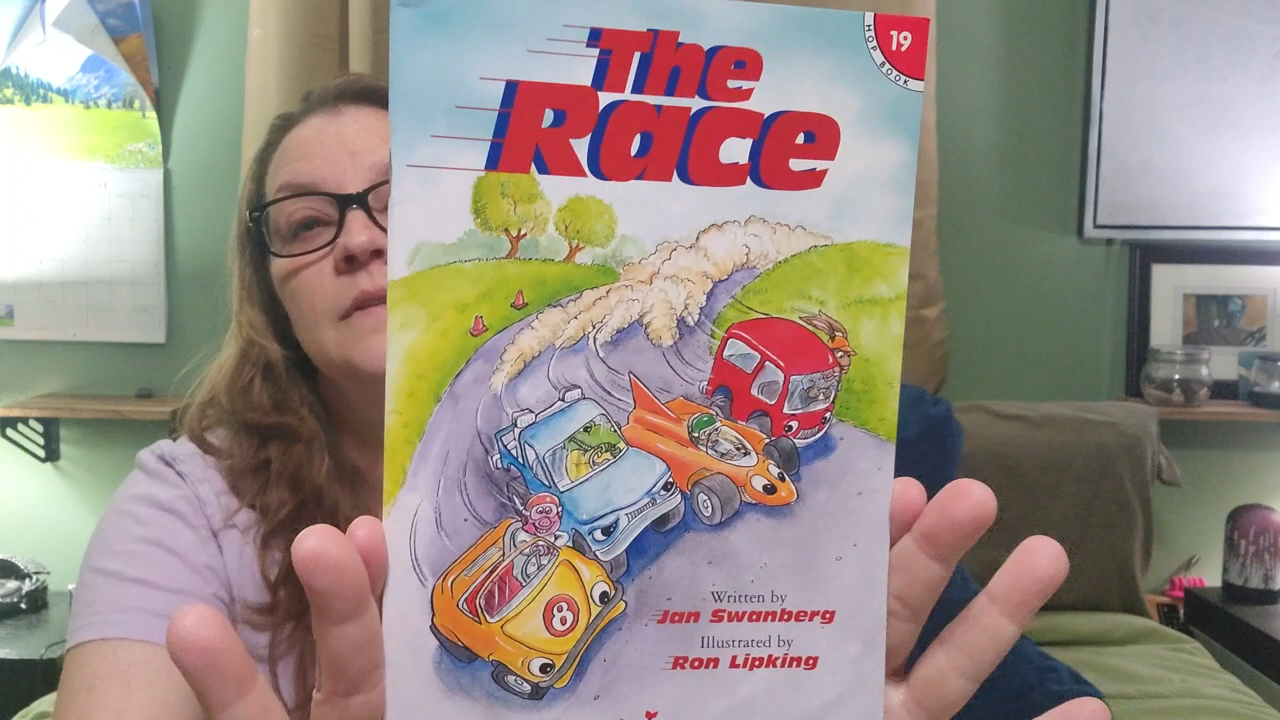 The
Race
19
HOP BOOK
8
Written by
Jan Swanberg
Illustrated by
Ron Lipking